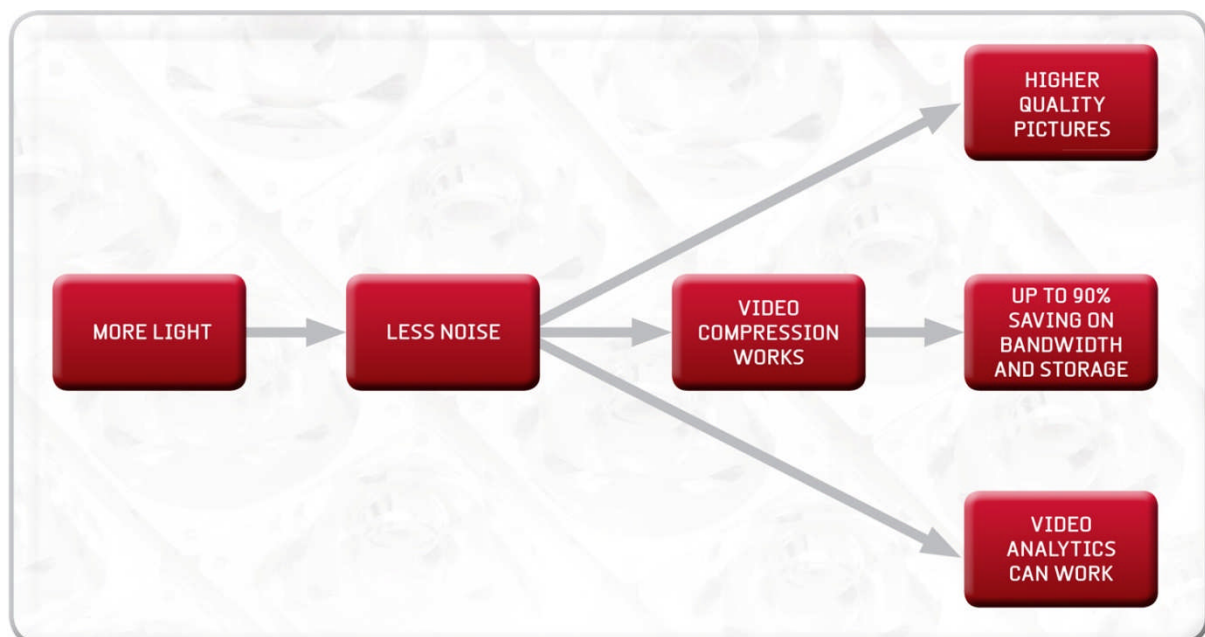 HIGHER
QUALITY
PICTURES
MORE LIGHT
LESS NOISE
VIDEO
COMPRESSION
WORKS
UP TO 90%
SAVING ON
BANDWIDTH
AND STORAGE
VIDEO
ANALYTICS
CAN WORK